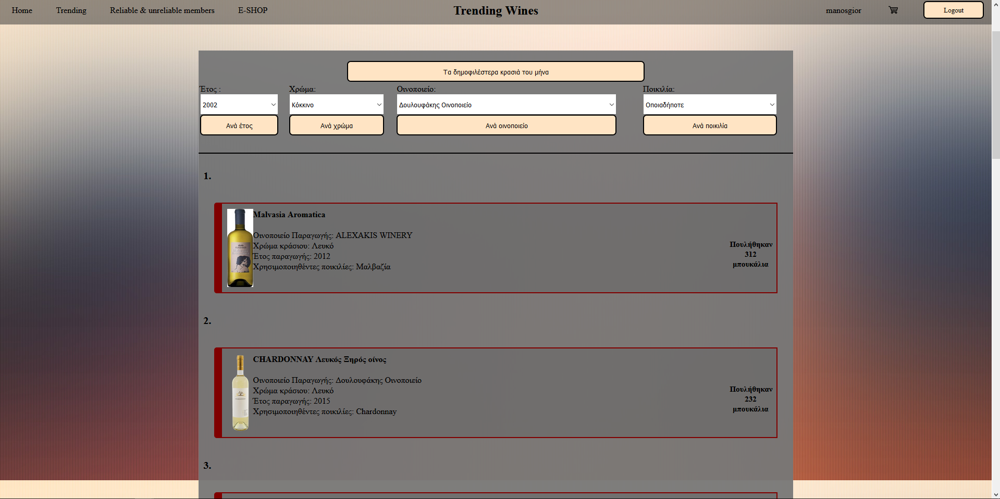 Home Trending Reliable & unreliable members E-SHOP Trending Wines manosgior Logout
Τα δημοφιλέστερα κρασιά του μήνα
Έτος : Χρώμα: Οινοποιείο: Ποικιλία:
2002 Κόκκινο Δουλουφάκης Οινοποιείο Οποιαδήποτε
Ανά έτος Ανά χρώμα Ανά οινοποιείο Ανά ποικιλία
1.
Malvasia Aromatica
Οινοποιείο Παραγωγής: ALEXAKIS WINERY
Χρώμα κράσιου: Λευκό
Έτος παραγωγής: 2012
Χρησιμοποιηθέντες ποικιλίες: Μαλβαζία
Πουλήθηκαν
312
μπουκάλια
2.
CHARDONNAY Λευκός Ξηρός οίνος
Οινοποιείο Παραγωγής: Δουλουφάκης Οινοποιείο
Χρώμα κράσιου: Λευκό
Έτος παραγωγής: 2015
Χρησιμοποιηθέντες ποικιλίες: Chardonnay
Πουλήθηκαν
232
μπουκάλια
3.